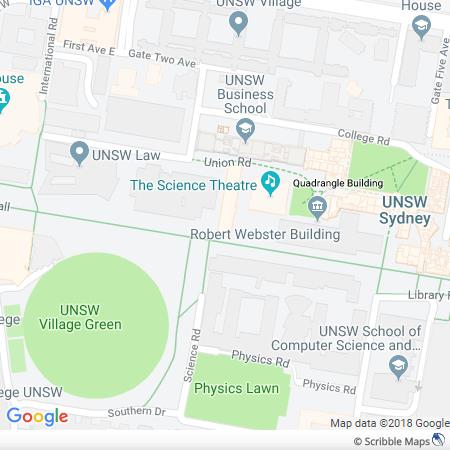 IGA UNSW
UNSW Village
House
International Rd
First Ave E
Gate Two Ave
Gate Five Ave
UNSW
Business
School
College Rd
ouse
UNSW Law
Union Rd
The Science Theatre
Quadrangle Building
UNSW
Sydney
all
Robert Webster Building
UNSW
Village Green
Library R
Science Rd
UNSW School of
Computer Science and...
lege
Physics Rd
Physics Lawn
Physics Rd
lege UNSW
Southern Dr
Google
Map data ©2018 Google
© Scribble Maps